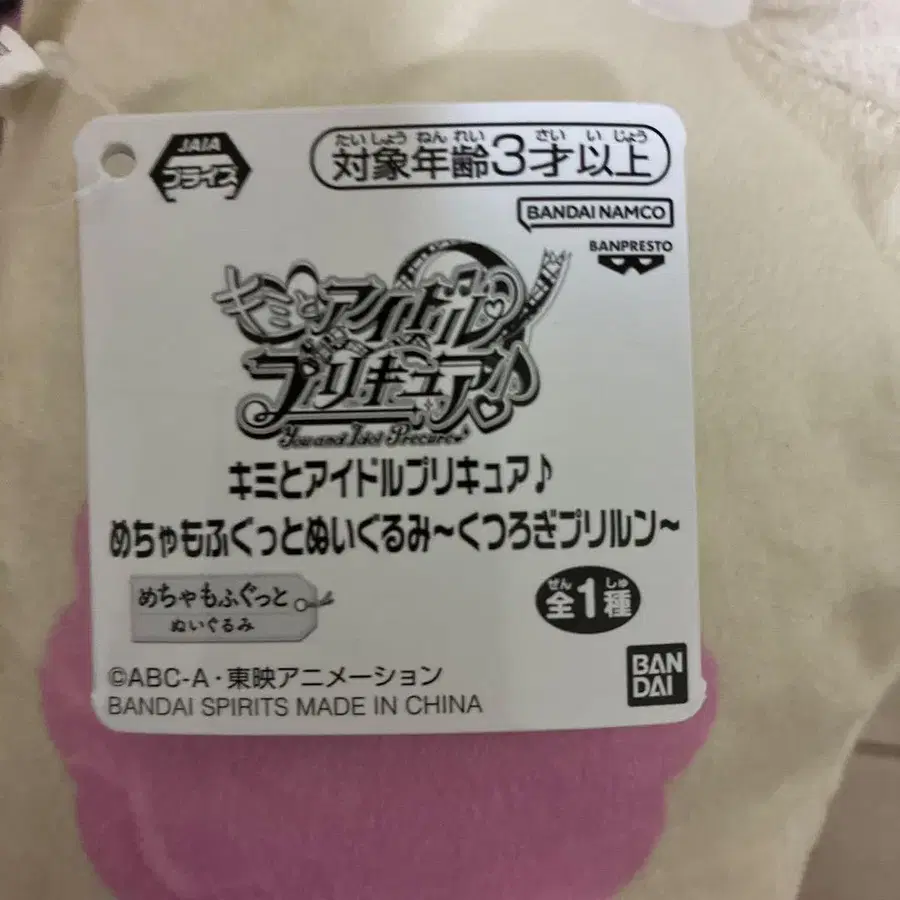 JAIA
プライズ
たいしょうねんれい さい いじょう
対象年齢3才以上
BANDAI NAMCO
BANPRESTO
キミとアイドル
プリキュア♪
You and Idol Precure♪
キミとアイドルプリキュア♪
めちゃもふぐっとぬいぐるみ～くつろぎプリルン～
めちゃもふぐっと
ぬいぐるみ
ぜん しゅ
全1種
©ABC-A・東映アニメーション
BANDAI SPIRITS MADE IN CHINA
BAN
DAI